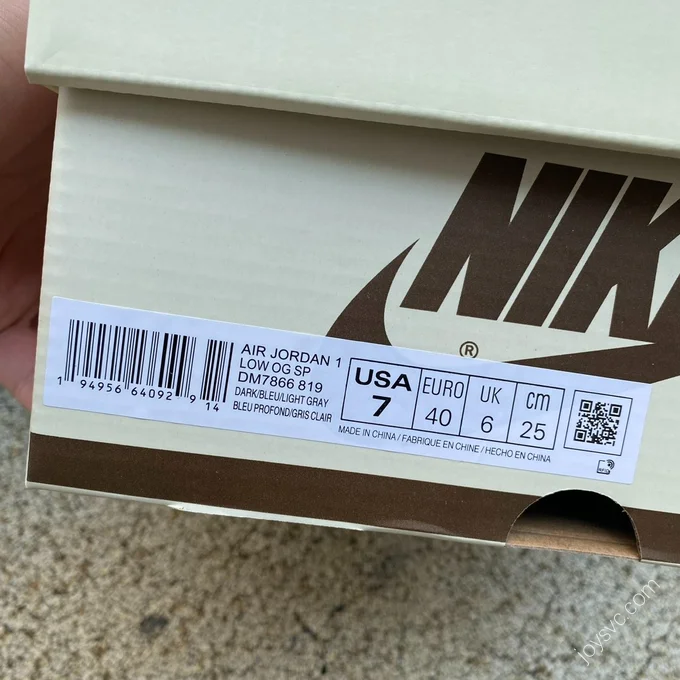 NIK
®
1 94956 64092 9 14
AIR JORDAN 1
LOW OG SP
DM7866 819
DARK/BLEU/LIGHT GRAY
BLEU PROFOND/GRIS CLAIR
USA
7
EURO
40
UK
6
cm
25
MADE IN CHINA / FABRIQUE EN CHINE / HECHO EN CHINA
joysvc.com